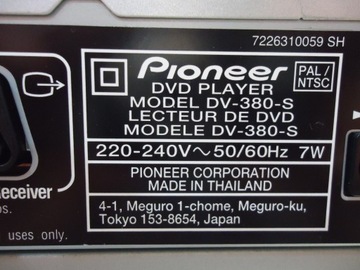 7226310059 SH
Pioneer
PAL/
NTSC
DVD PLAYER
MODEL DV-380-S
LECTEUR DE DVD
MODELE DV-380-S
220-240V～50/60Hz 7W
PIONEER CORPORATION
MADE IN THAILAND
4-1, Meguro 1-chome, Meguro-ku,
Tokyo 153-8654, Japan
Receiver
uses only.